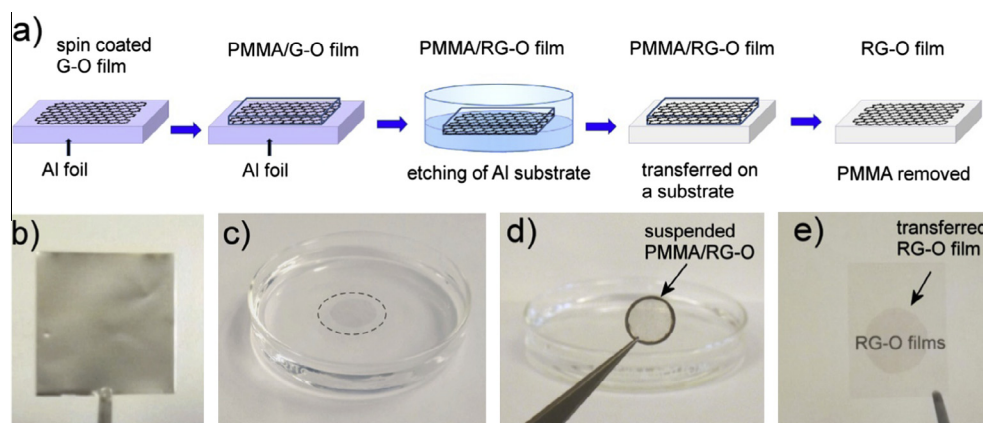 a)
spin coated
G-O film
PMMA/G-O film
PMMA/RG-O film
PMMA/RG-O film
RG-O film
Al foil
Al foil
etching of Al substrate
transferred on
a substrate
PMMA removed
b)
c)
d)
suspended
PMMA/RG-O
e)
transferred
RG-O film
RG-O films